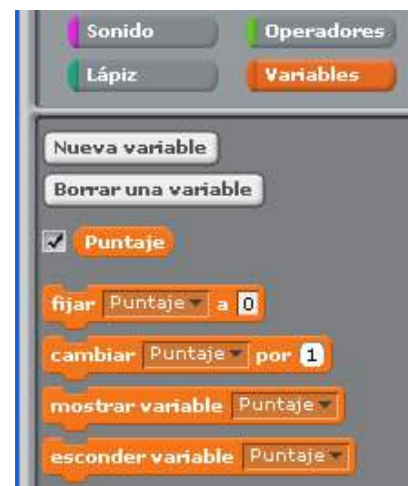 Sonido Operadores
Lápiz Variables
Nueva variable
Borrar una variable
Puntaje
fijar Puntaje a 0
cambiar Puntaje por 1
mostrar variable Puntaje
esconder variable Puntaje